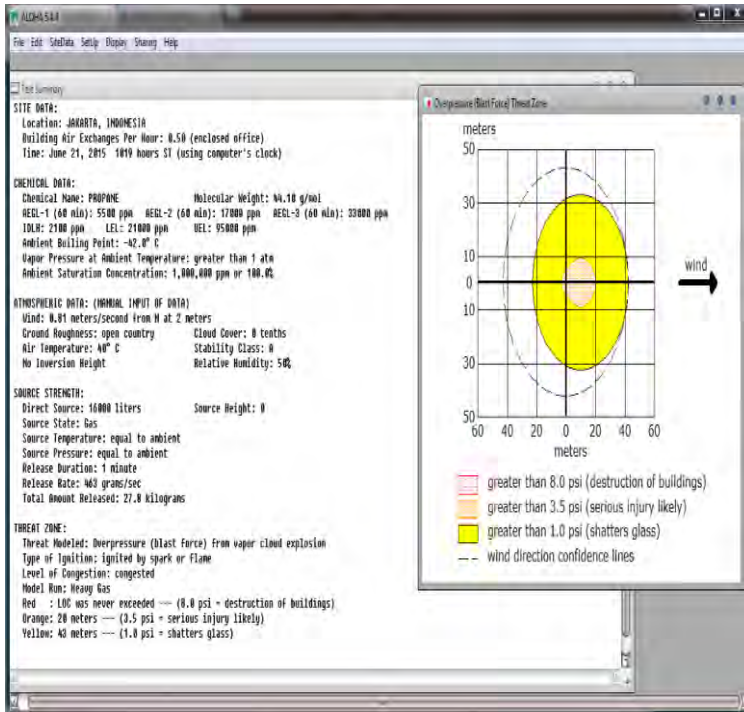 ALOHA 5.4.4
File Edit SiteData SetUp Display Sharing Help
Text Summary
SITE DATA:
Location: JAKARTA, INDONESIA
Building Air Exchanges Per Hour: 0.50 (enclosed office)
Time: June 21, 2015 1019 hours ST (using computer's clock)
CHEMICAL DATA:
Chemical Name: PROPANE Molecular Weight: 44.10 g/mol
AEGL-1 (60 min): 5500 ppm AEGL-2 (60 min): 17000 ppm AEGL-3 (60 min): 33000 ppm
IDLH: 2100 ppm LEL: 21000 ppm UEL: 95000 ppm
Ambient Boiling Point: -42.0° C
Vapor Pressure at Ambient Temperature: greater than 1 atm
Ambient Saturation Concentration: 1,000,000 ppm or 100.0%
ATMOSPHERIC DATA: (MANUAL INPUT OF DATA)
Wind: 0.81 meters/second from N at 2 meters
Ground Roughness: open country Cloud Cover: 0 tenths
Air Temperature: 40° C Stability Class: A
No Inversion Height Relative Humidity: 50%
SOURCE STRENGTH:
Direct Source: 16000 liters Source Height: 0
Source State: Gas
Source Temperature: equal to ambient
Source Pressure: equal to ambient
Release Duration: 1 minute
Release Rate: 463 grams/sec
Total Amount Released: 27.8 kilograms
THREAT ZONE:
Threat Modeled: Overpressure (blast force) from vapor cloud explosion
Type of Ignition: ignited by spark or flame
Level of Congestion: congested
Model Run: Heavy Gas
Red : LOC was never exceeded --- (8.0 psi = destruction of buildings)
Orange: 20 meters --- (3.5 psi = serious injury likely)
Yellow: 43 meters --- (1.0 psi = shatters glass)
Overpressure (Blast Force) Threat Zone
meters
50
30
10
0
10
30
50
60 40 20 0 20 40 60
meters
wind
greater than 8.0 psi (destruction of buildings)
greater than 3.5 psi (serious injury likely)
greater than 1.0 psi (shatters glass)
wind direction confidence lines